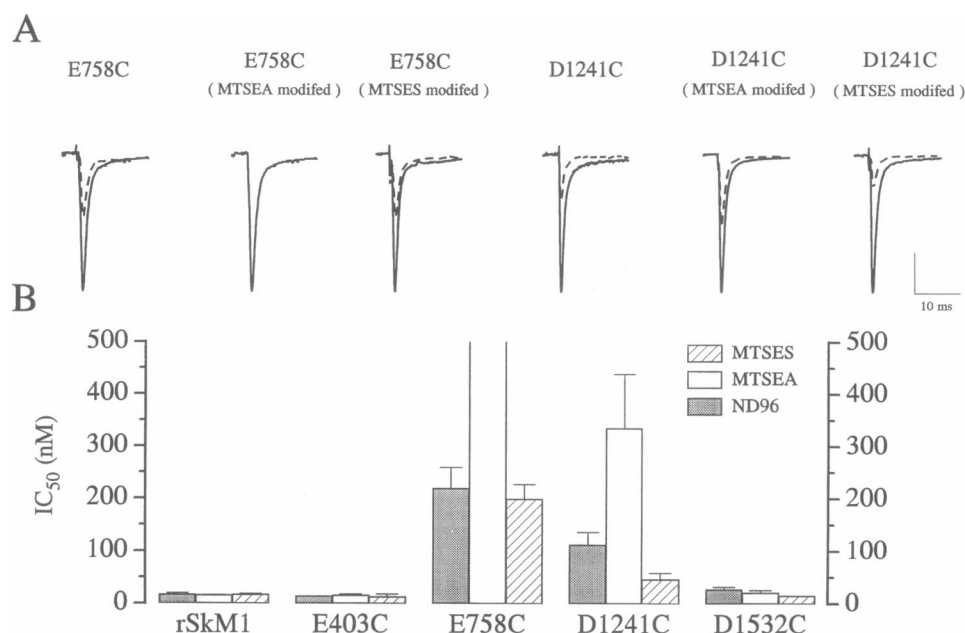 A
E758C
E758C
( MTSEA modifed )
E758C
( MTSES modifed )
D1241C
D1241C
( MTSEA modifed )
D1241C
( MTSES modifed )
10 ms
B
500
400
300
200
100
0
IC50 (nM)
MTSES
MTSEA
ND96
500
400
300
200
100
0
rSkM1 E403C E758C D1241C D1532C